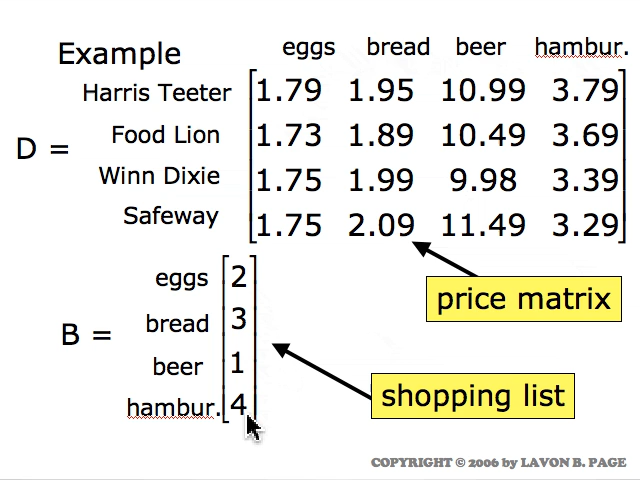 Example
eggs bread beer hambur.
D =
Harris Teeter 1.79 1.95 10.99 3.79
Food Lion 1.73 1.89 10.49 3.69
Winn Dixie 1.75 1.99 9.98 3.39
Safeway 1.75 2.09 11.49 3.29
price matrix
B =
eggs 2
bread 3
beer 1
hambur. 4
shopping list
COPYRIGHT © 2006 by LAVON B. PAGE